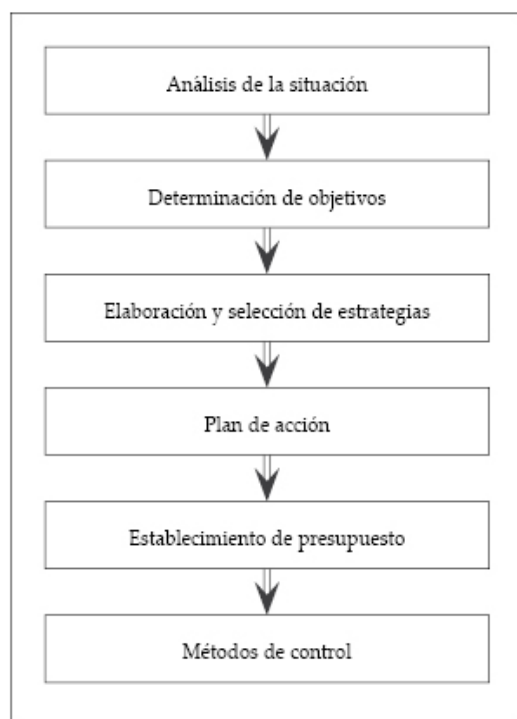 Análisis de la situación
Determinación de objetivos
Elaboración y selección de estrategias
Plan de acción
Establecimiento de presupuesto
Métodos de control